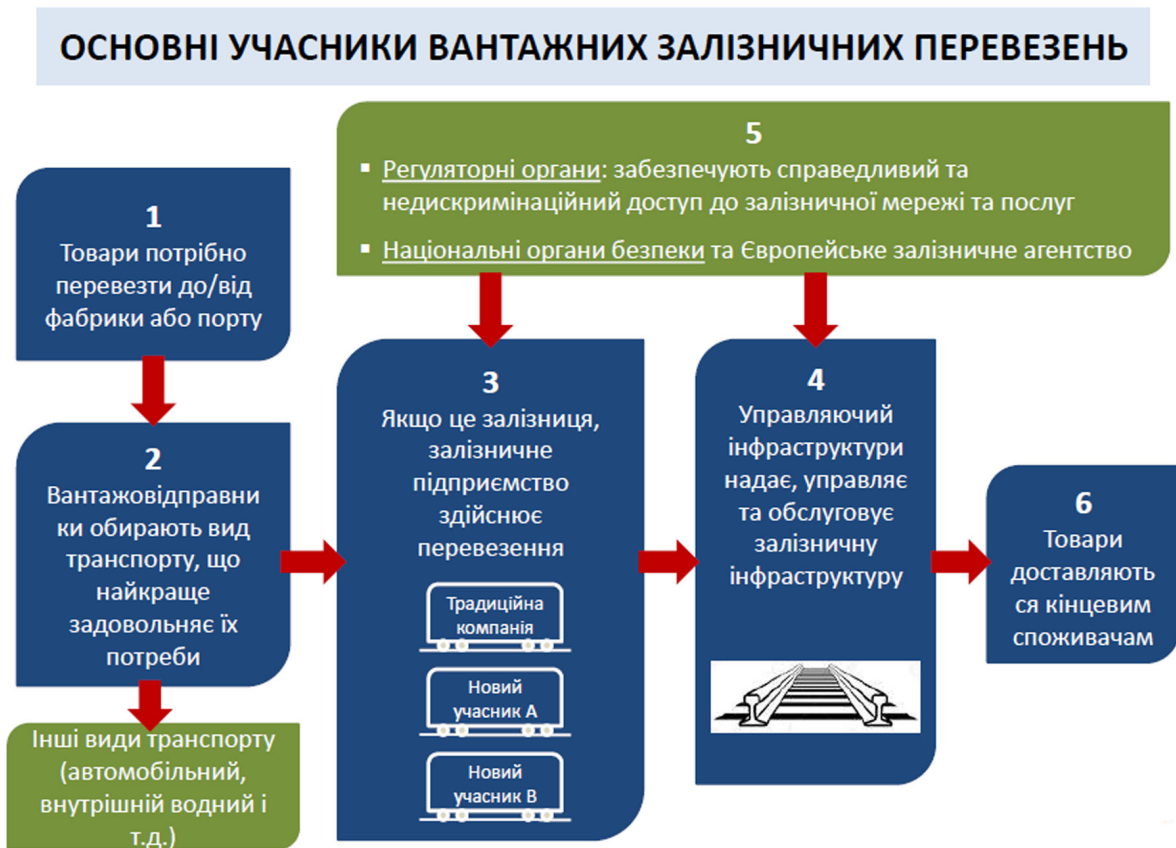 ОСНОВНІ УЧАСНИКИ ВАНТАЖНИХ ЗАЛІЗНИЧНИХ ПЕРЕВЕЗЕНЬ
1
Товари потрібно
перевезти до/від
фабрики або порту
2
Вантажовідправни
ки обирають вид
транспорту, що
найкраще
задовольняє їх
потреби
Інші види транспорту
(автомобільний,
внутрішній водний і
т.д.)
5
▪ Регуляторні органи: забезпечують справедливий та
недискримінаційний доступ до залізничної мережі та послуг
▪ Національні органи безпеки та Європейське залізничне агентство
3
Якщо це залізниця,
залізничне
підприємство
здійснює
перевезення
Традиційна
компанія
Новий
учасник А
Новий
учасник В
4
Управляючий
інфраструктури
надає, управляє
та обслуговує
залізничну
інфраструктуру
6
Товари
доставляють
ся кінцевим
споживачам